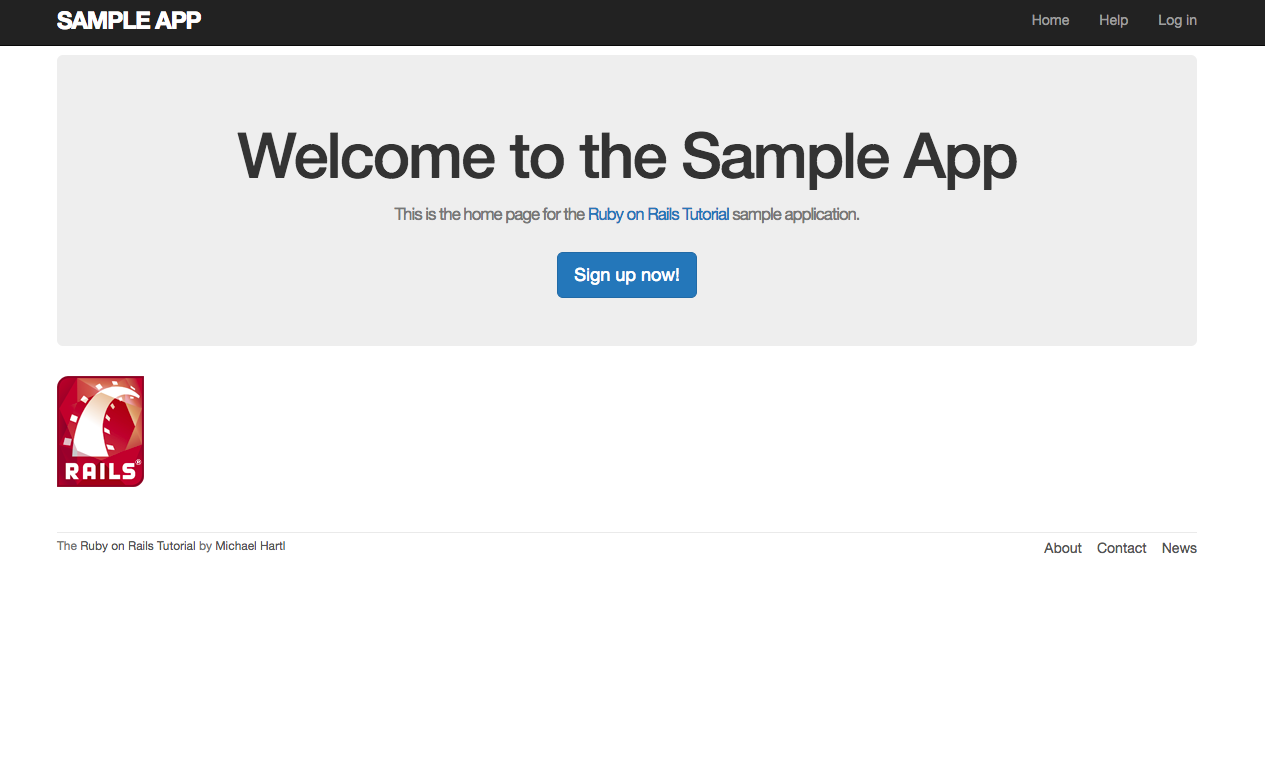 SAMPLE APP
Home Help Log in
Welcome to the Sample App
This is the home page for the Ruby on Rails Tutorial sample application.
Sign up now!
RAILS®
The Ruby on Rails Tutorial by Michael Hartl
About Contact News